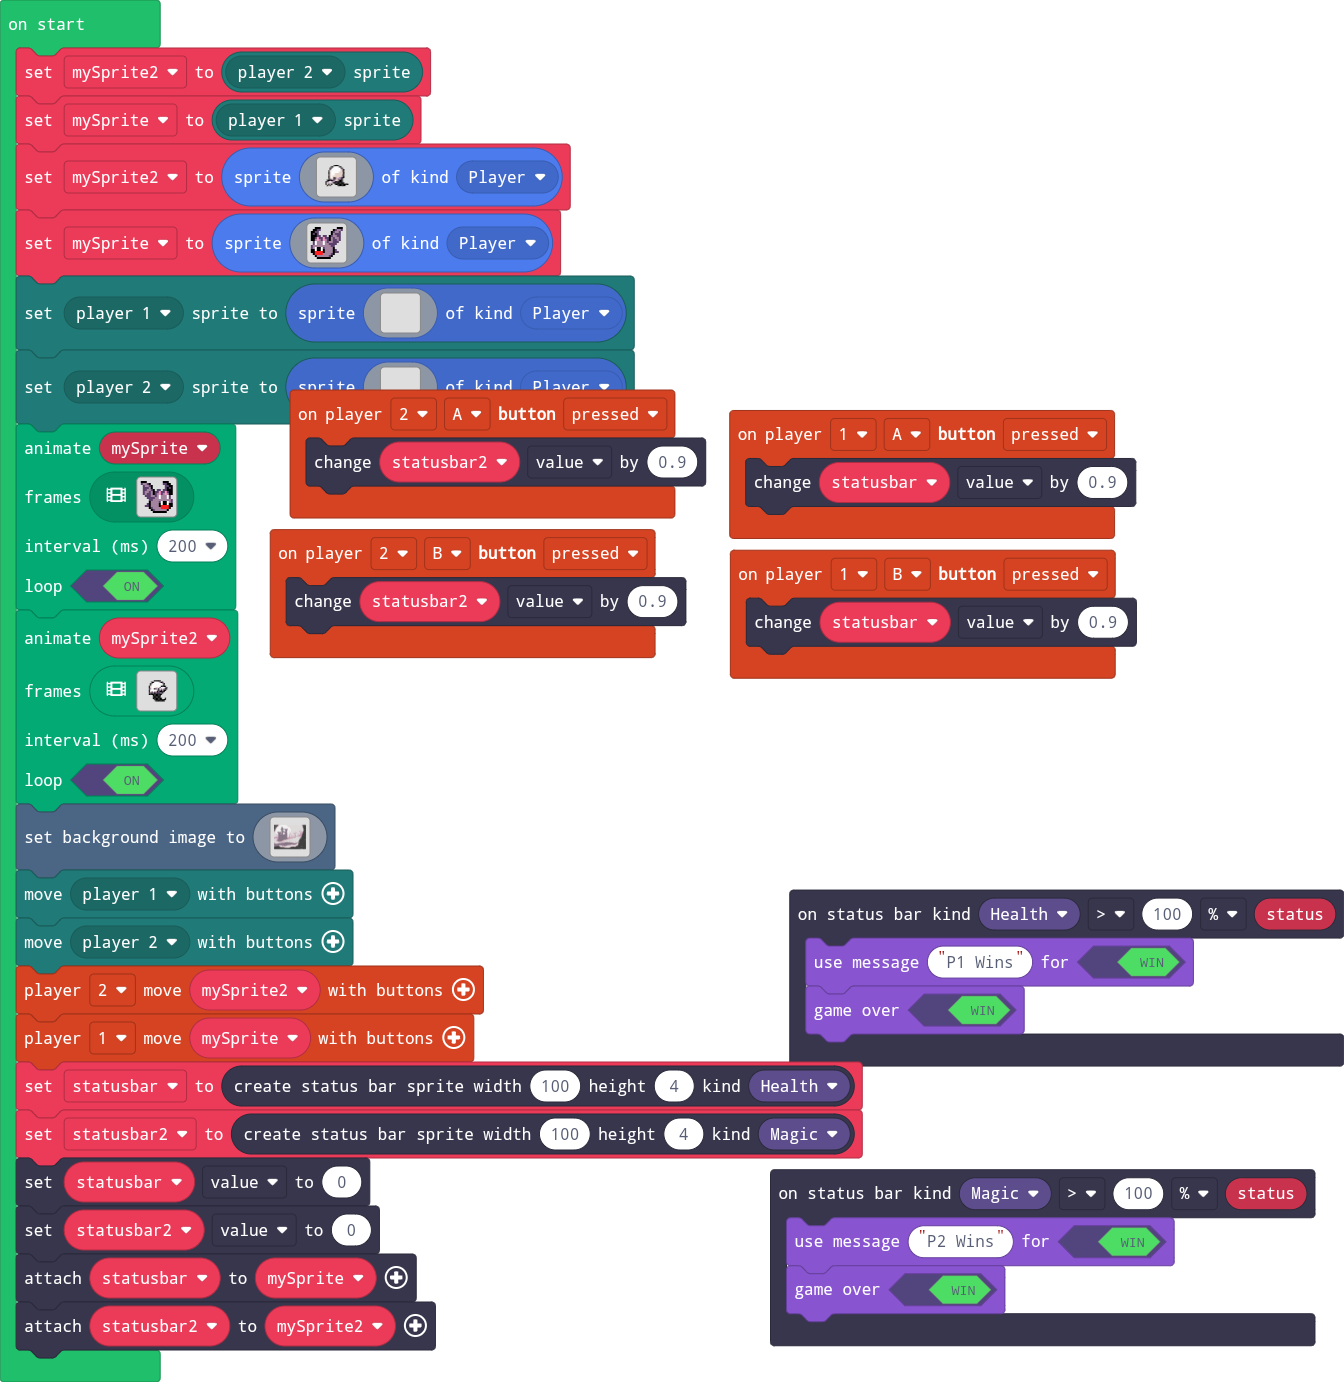 on start
set mySprite2 to player 2 sprite
set mySprite to player 1 sprite
set mySprite2 to sprite of kind Player
set mySprite to sprite of kind Player
set player 1 sprite to sprite of kind Player
set player 2 sprite to sprite of kind Player
animate mySprite
frames
interval (ms) 200
loop ON
animate mySprite2
frames
interval (ms) 200
loop ON
set background image to
move player 1 with buttons
move player 2 with buttons
player 2 move mySprite2 with buttons
player 1 move mySprite with buttons
set statusbar to create status bar sprite width 100 height 4 kind Health
set statusbar2 to create status bar sprite width 100 height 4 kind Magic
set statusbar value to 0
set statusbar2 value to 0
attach statusbar to mySprite
attach statusbar2 to mySprite2
on player 2 A button pressed
change statusbar2 value by 0.9
on player 2 B button pressed
change statusbar2 value by 0.9
on player 1 A button pressed
change statusbar value by 0.9
on player 1 B button pressed
change statusbar value by 0.9
on status bar kind Health > 100 % status
use message "P1 Wins" for WIN
game over WIN
on status bar kind Magic > 100 % status
use message "P2 Wins" for WIN
game over WIN